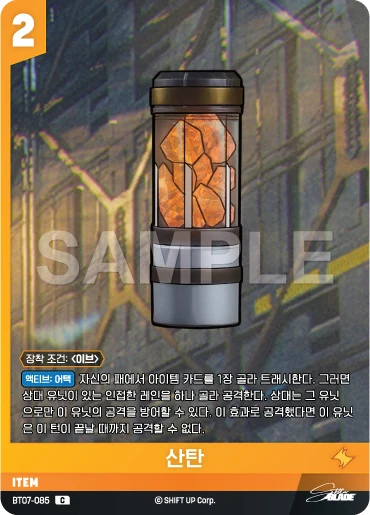 2
SAMPLE
장착 조건: <이브>
액티브: 어택 자신의 패에서 아이템 카드를 1장 골라 트래시한다. 그러면
상대 유닛이 있는 인접한 레인을 하나 골라 공격한다. 상대는 그 유닛
으로만 이 유닛의 공격을 방어할 수 있다. 이 효과로 공격했다면 이 유닛
은 이 턴이 끝날 때까지 공격할 수 없다.
산탄
ITEM
BT07-085 C © SHIFT UP Corp. Stellar BLADE